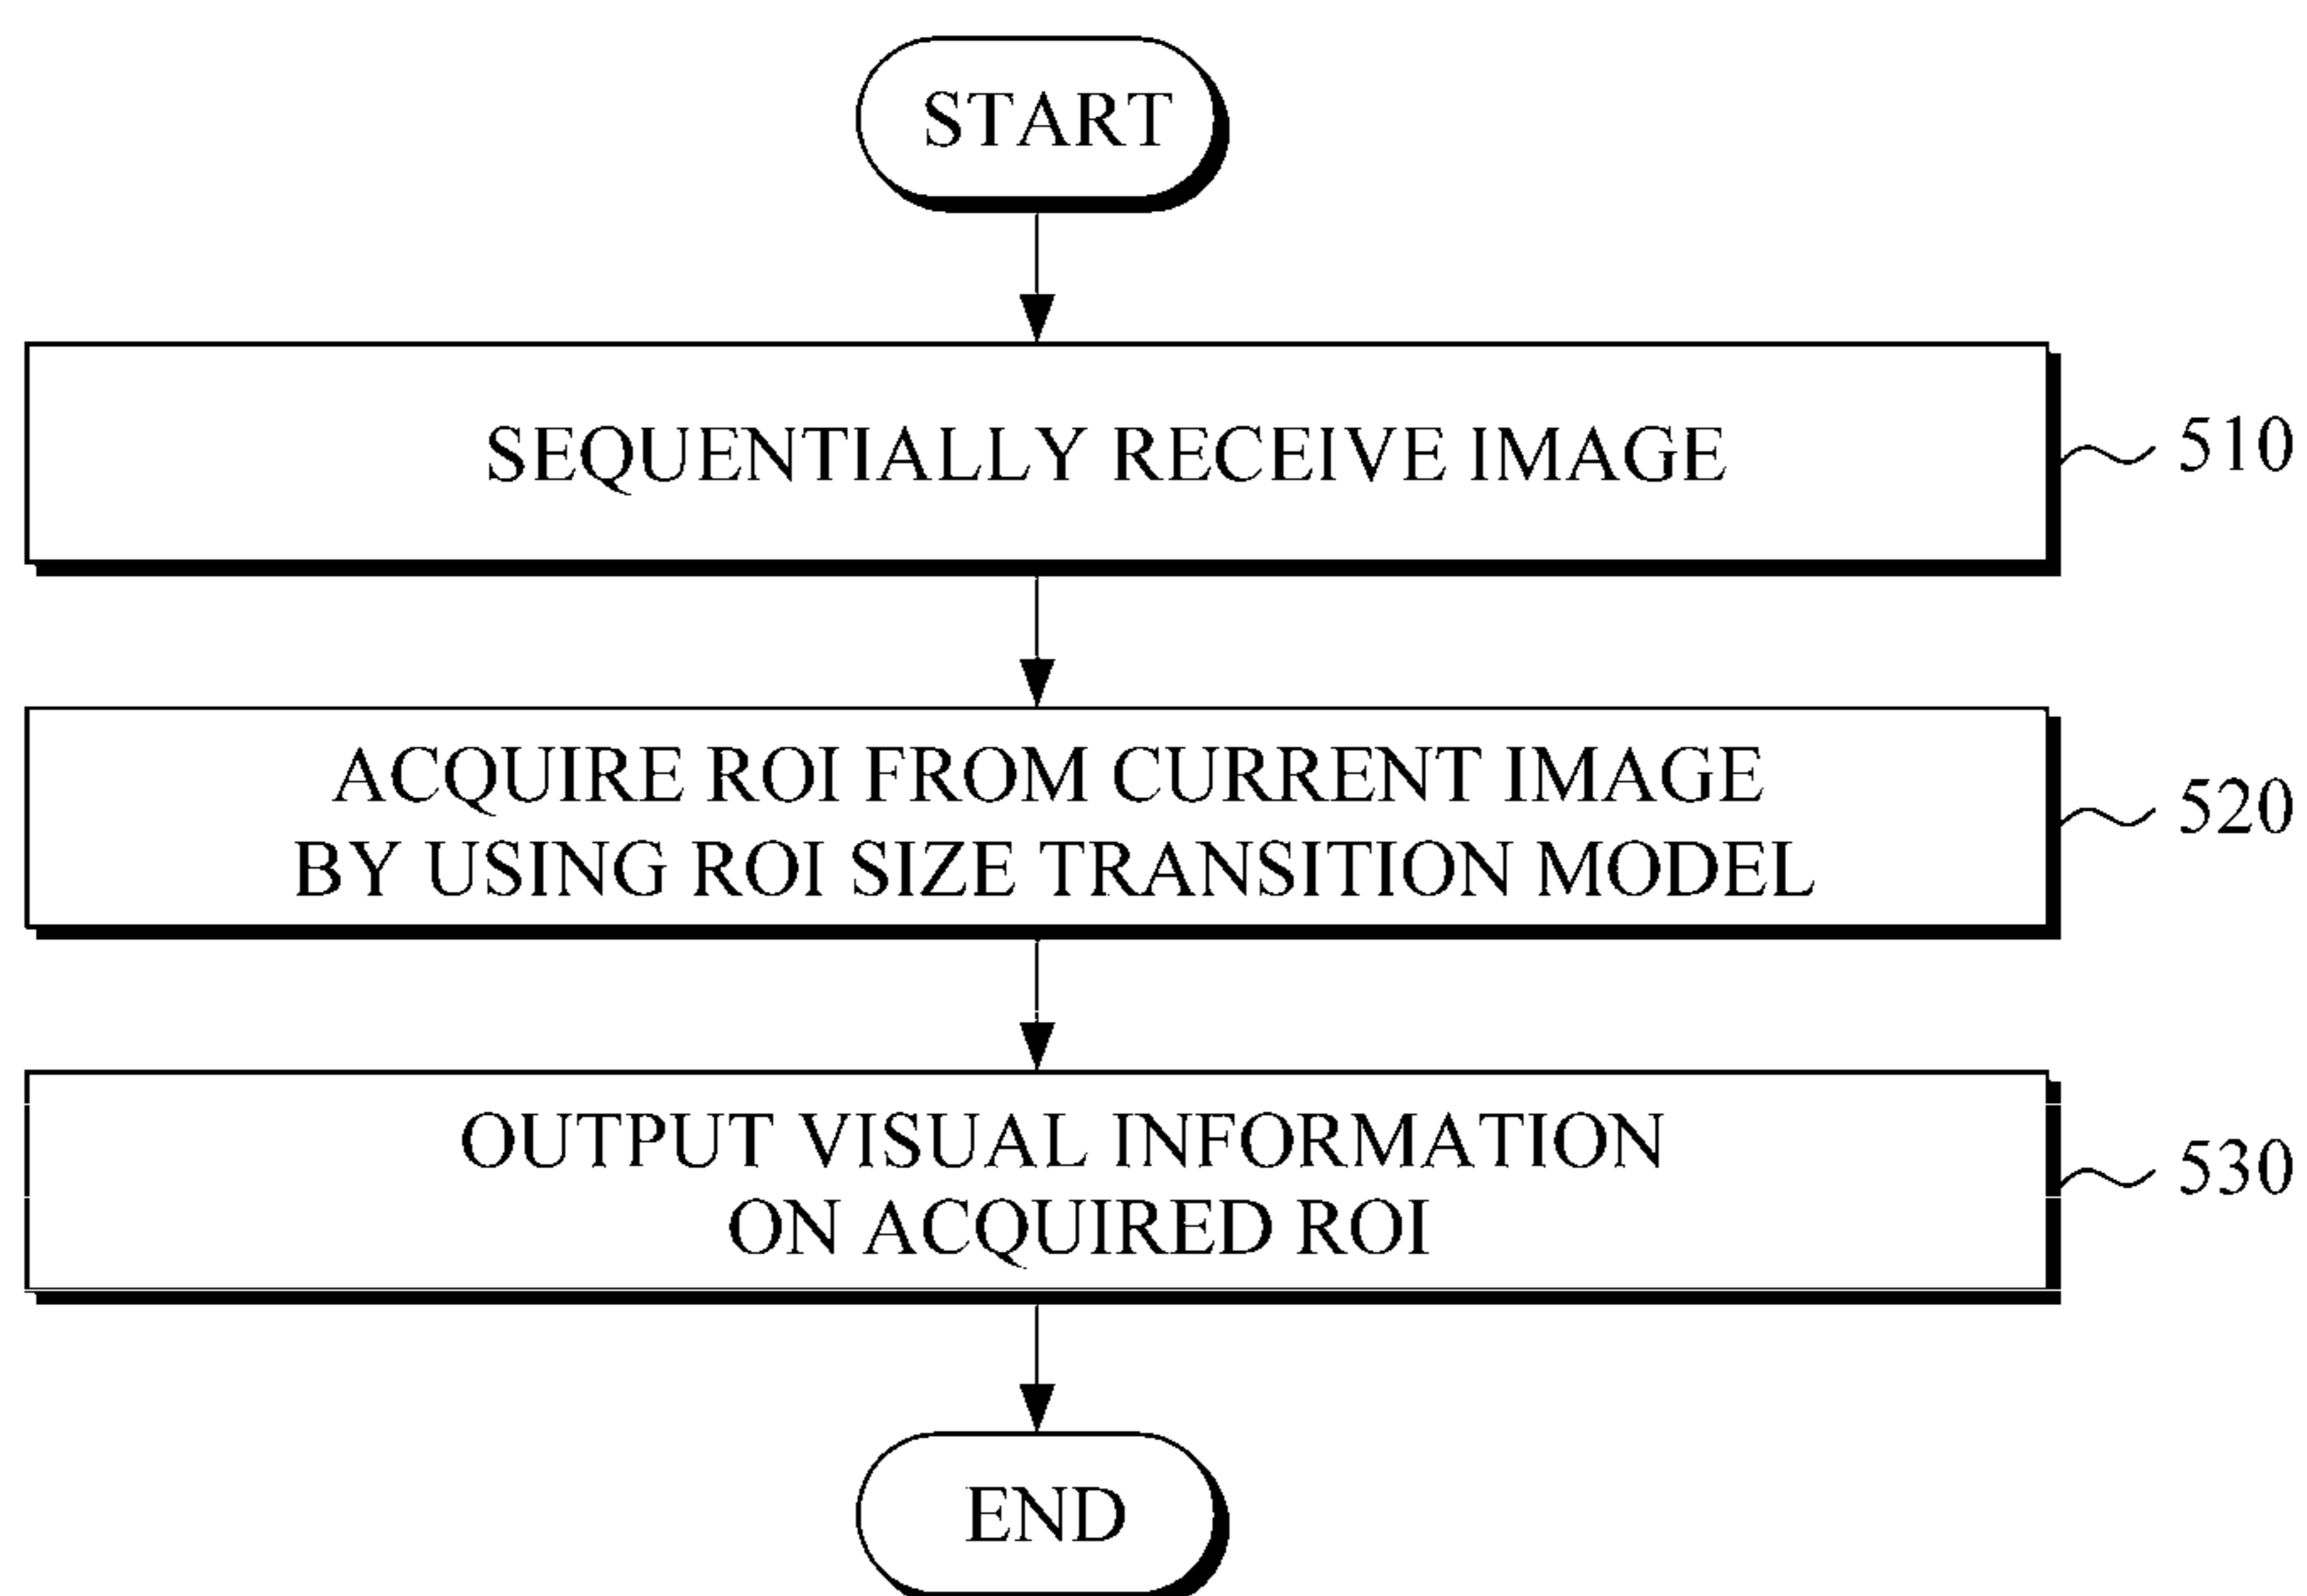 START
SEQUENTIALLY RECEIVE IMAGE
510
ACQUIRE ROI FROM CURRENT IMAGE
BY USING ROI SIZE TRANSITION MODEL
520
OUTPUT VISUAL INFORMATION
ON ACQUIRED ROI
530
END